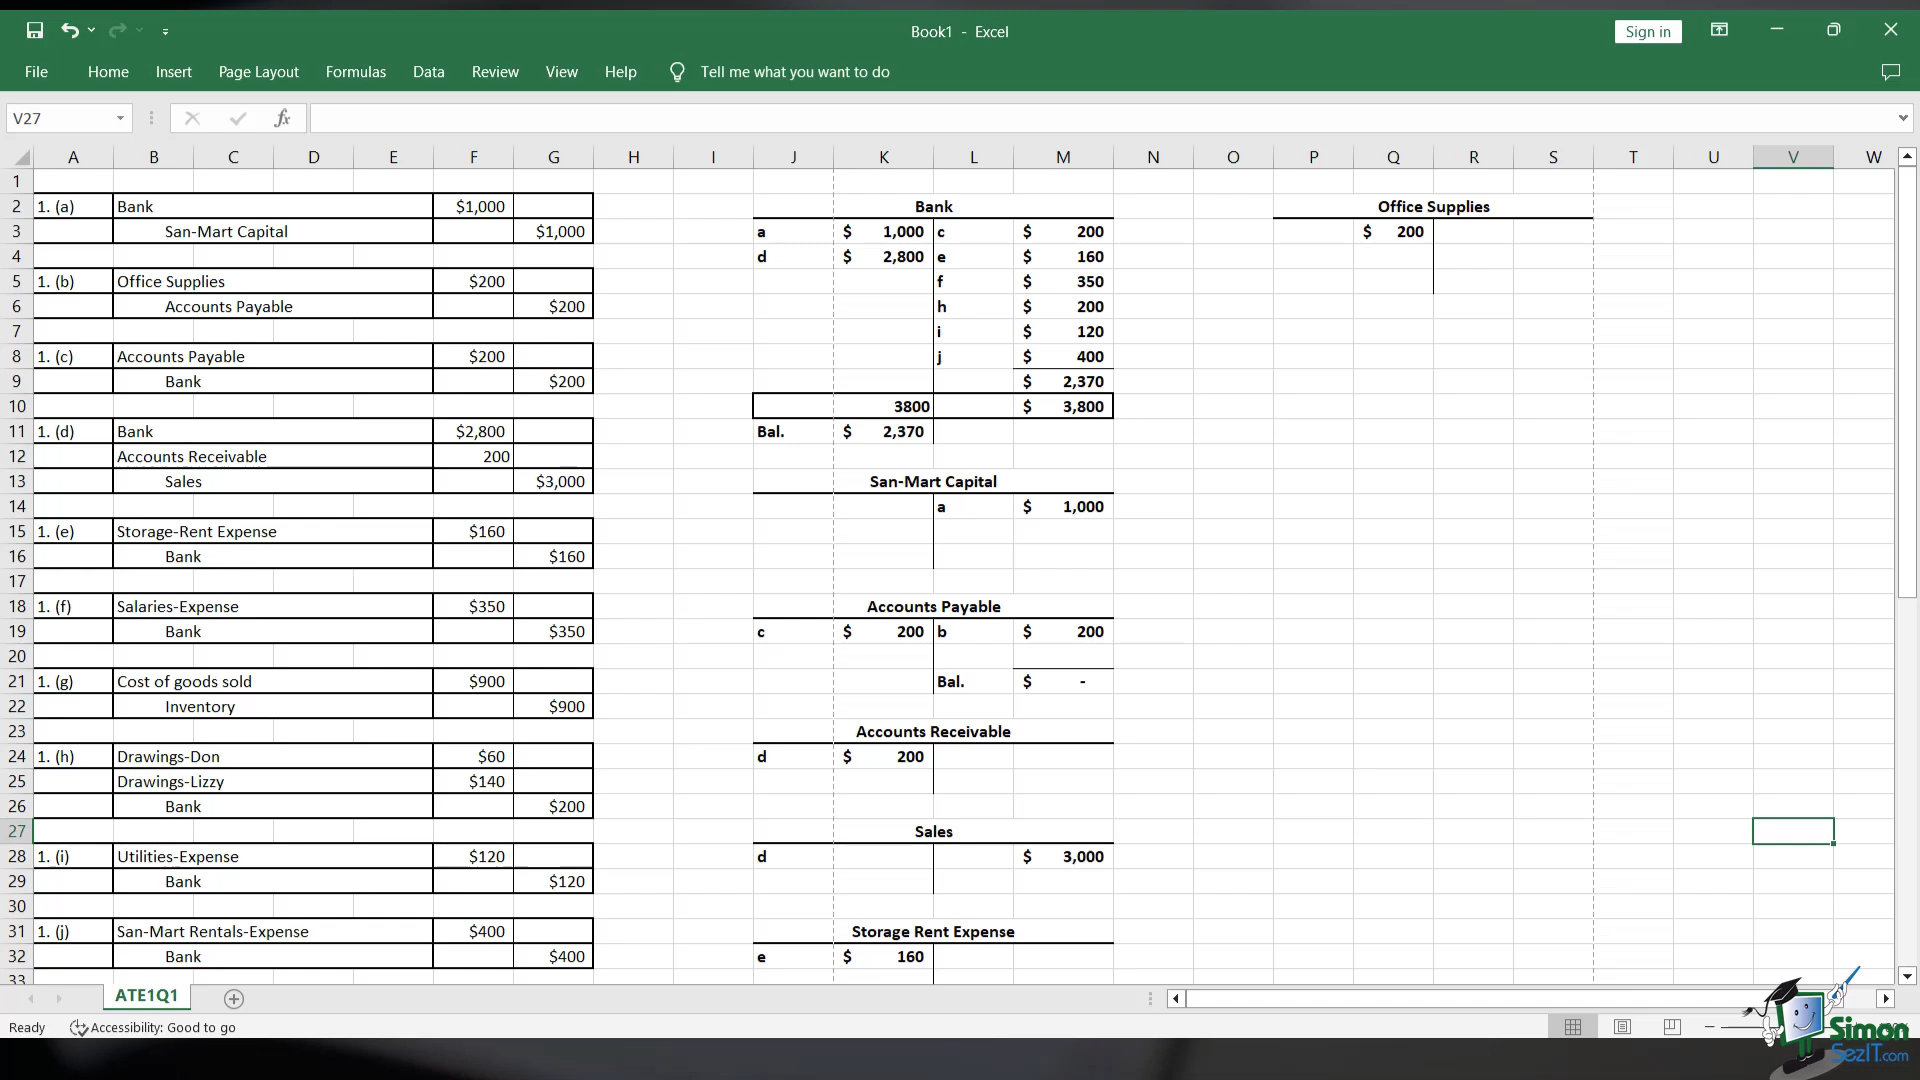 Book1 - Excel
Sign in
File Home Insert Page Layout Formulas Data Review View Help Tell me what you want to do
V27 fx
A B C D E F G H I J K L M N O P Q R S T U V W
1
2 1. (a) Bank $1,000 Bank Office Supplies
3 San-Mart Capital $1,000 a $ 1,000 c $ 200 $ 200
4 d $ 2,800 e $ 160
5 1. (b) Office Supplies $200 f $ 350
6 Accounts Payable $200 h $ 200
7 i $ 120
8 1. (c) Accounts Payable $200 j $ 400
9 Bank $200 $ 2,370
10 3800 $ 3,800
11 1. (d) Bank $2,800 Bal. $ 2,370
12 Accounts Receivable 200
13 Sales $3,000 San-Mart Capital
14 a $ 1,000
15 1. (e) Storage-Rent Expense $160
16 Bank $160
17
18 1. (f) Salaries-Expense $350 Accounts Payable
19 Bank $350 c $ 200 b $ 200
20
21 1. (g) Cost of goods sold $900 Bal. $ -
22 Inventory $900
23 Accounts Receivable
24 1. (h) Drawings-Don $60 d $ 200
25 Drawings-Lizzy $140
26 Bank $200
27 Sales
28 1. (i) Utilities-Expense $120 d $ 3,000
29 Bank $120
30
31 1. (j) San-Mart Rentals-Expense $400 Storage Rent Expense
32 Bank $400 e $ 160
33
ATE1Q1
Ready Accessibility: Good to go
Simon
SezIT.com